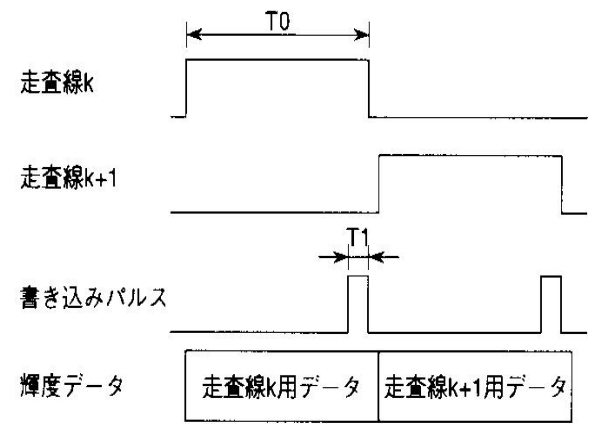 T0
走査線k
走査線k+1
T1
書き込みパルス
輝度データ
走査線k用データ
走査線k+1用データ